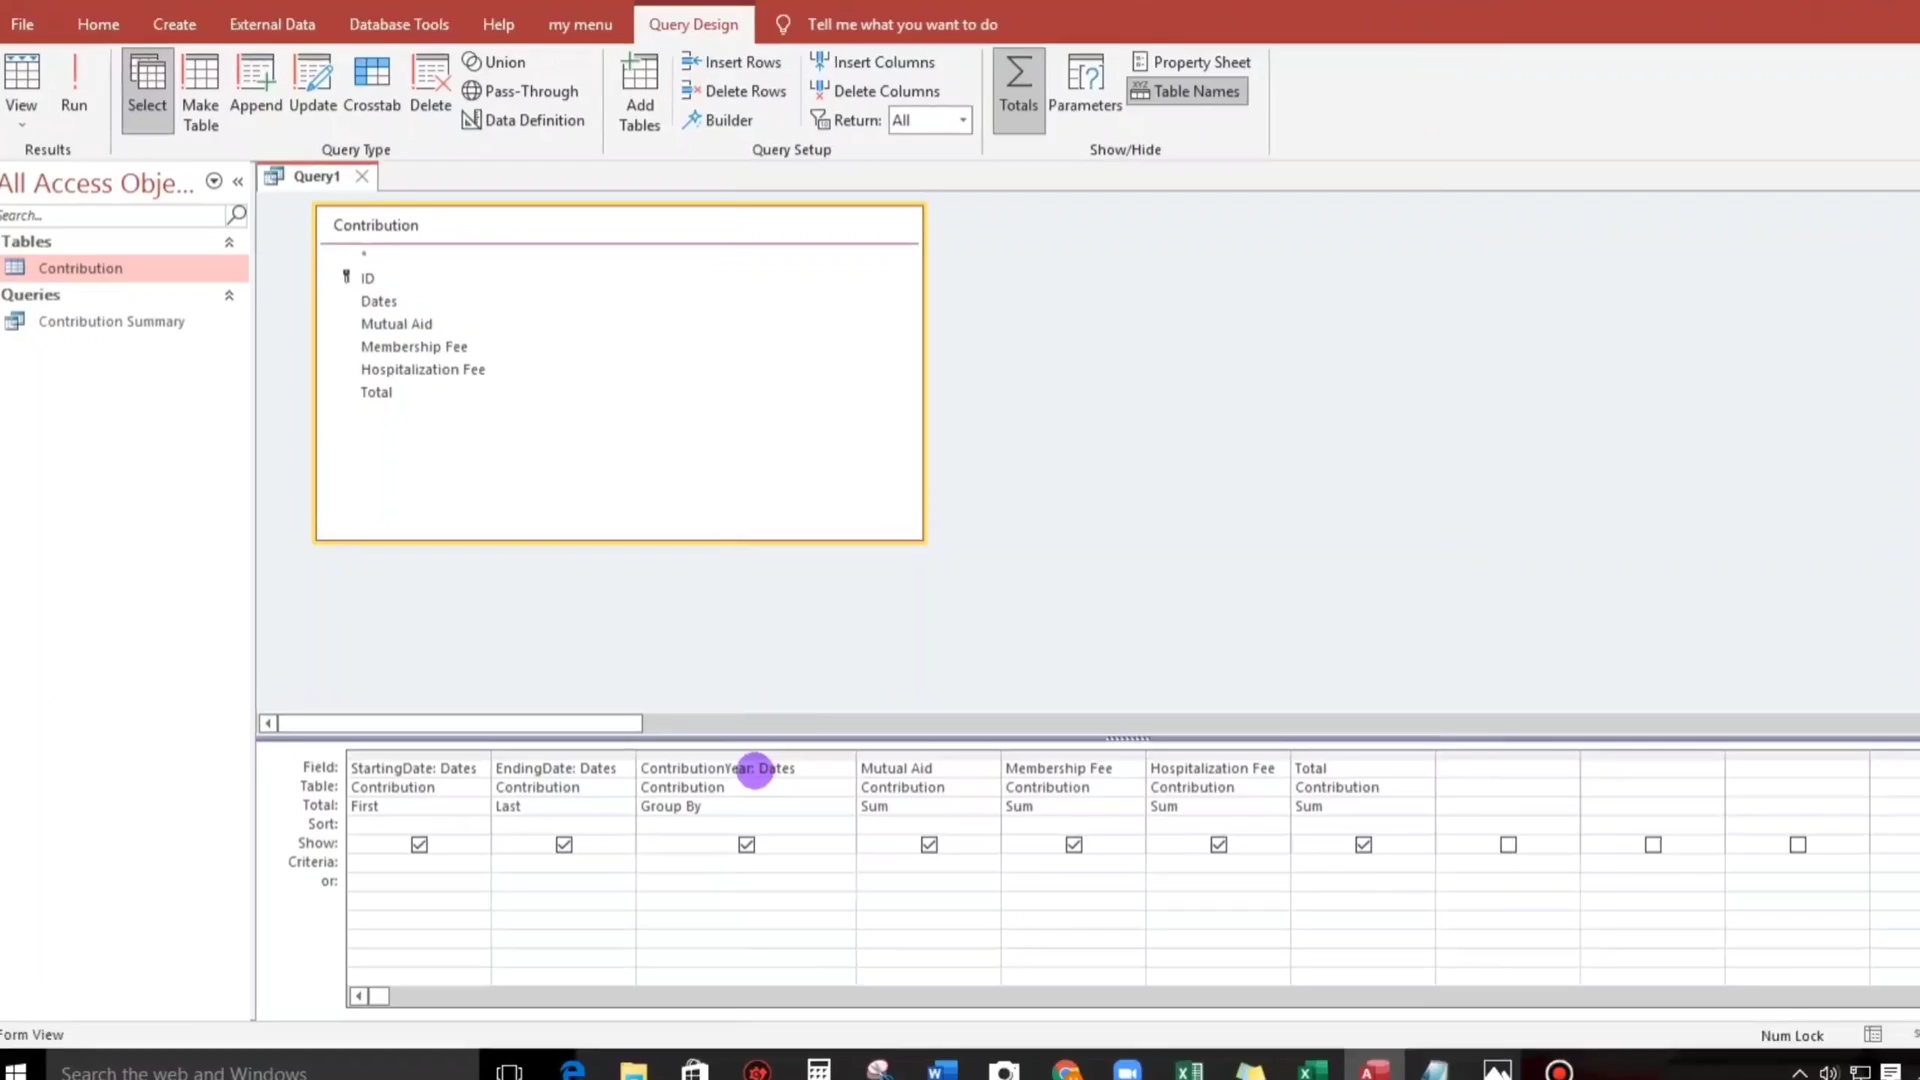 File Home Create External Data Database Tools Help my menu Query Design Tell me what you want to do
View
Run
Select
Make
Table
Append
Update
Crosstab
Delete
Union
Pass-Through
Data Definition
Add
Tables
Insert Rows
Delete Rows
Builder
Insert Columns
Delete Columns
Return: All
Totals
Parameters
Property Sheet
Table Names
Results
Query Type
Query Setup
Show/Hide
All Access Obje...
Search...
Tables
Contribution
Queries
Contribution Summary
Query1
Contribution
*
ID
Dates
Mutual Aid
Membership Fee
Hospitalization Fee
Total
Field: StartingDate: Dates EndingDate: Dates ContributionYear: Dates Mutual Aid Membership Fee Hospitalization Fee Total
Table: Contribution Contribution Contribution Contribution Contribution Contribution Contribution
Total: First Last Group By Sum Sum Sum Sum
Sort:
Show:
Criteria:
or:
Form View
Num Lock
Search the web and Windows